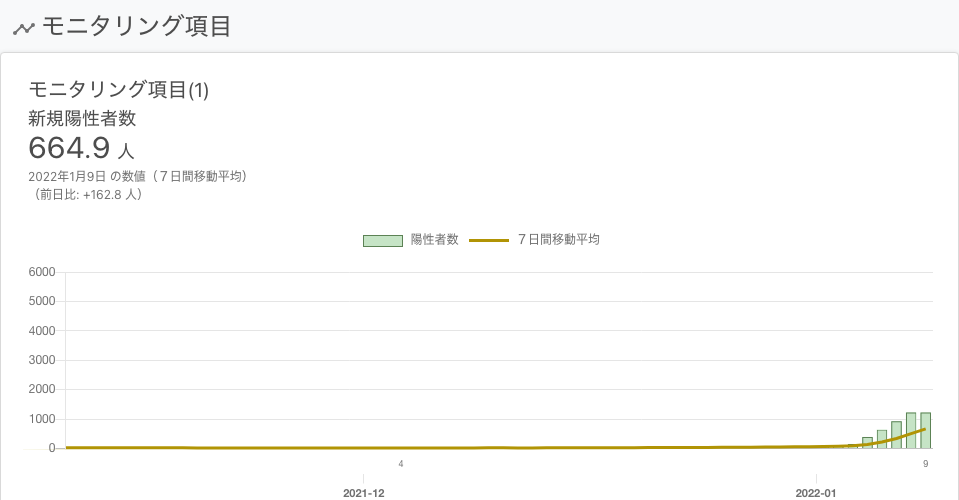 モニタリング項目
モニタリング項目(1)
新規陽性者数
664.9 人
2022年1月9日 の数値（７日間移動平均）
（前日比: +162.8 人）
陽性者数 ７日間移動平均
6000
5000
4000
3000
2000
1000
0
4 9
2021-12 2022-01